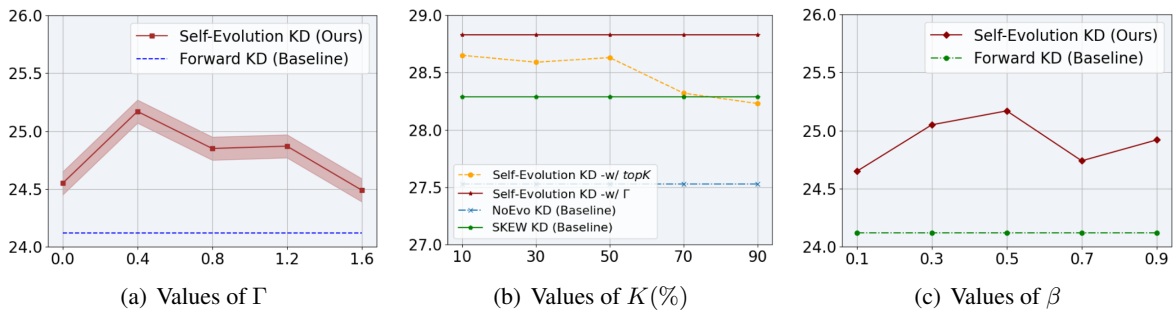 26.0
25.5
25.0
24.5
24.0
Self-Evolution KD (Ours)
Forward KD (Baseline)
0.0 0.4 0.8 1.2 1.6
(a) Values of Γ
29.0
28.5
28.0
27.5
27.0
Self-Evolution KD -w/ topK
Self-Evolution KD -w/ Γ
NoEvo KD (Baseline)
SKEW KD (Baseline)
10 30 50 70 90
(b) Values of K(%)
26.0
25.5
25.0
24.5
24.0
Self-Evolution KD (Ours)
Forward KD (Baseline)
0.1 0.3 0.5 0.7 0.9
(c) Values of β